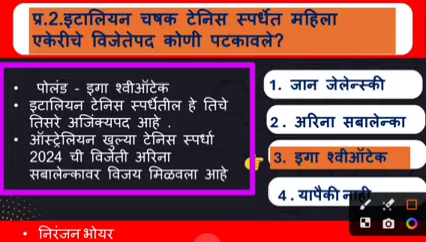 प्र.2.इटालियन चषक टेनिस स्पर्धेत महिला
एकेरीचे विजेतेपद कोणी पटकावले?
• पोलंड - इगा श्वीऑटेक
• इटालियन टेनिस स्पर्धेतील हे तिचे
तिसरे अजिंक्यपद आहे .
• ऑस्ट्रेलियन खुल्या टेनिस स्पर्धा
2024 ची विजेती अरिना
सबालेन्कावर विजय मिळवला आहे
1. जान जेलेन्स्की
2. अरिना सबालेन्का
3. इगा श्वीऑटेक
4. यापैकी नाही
• निरंजन भोयर